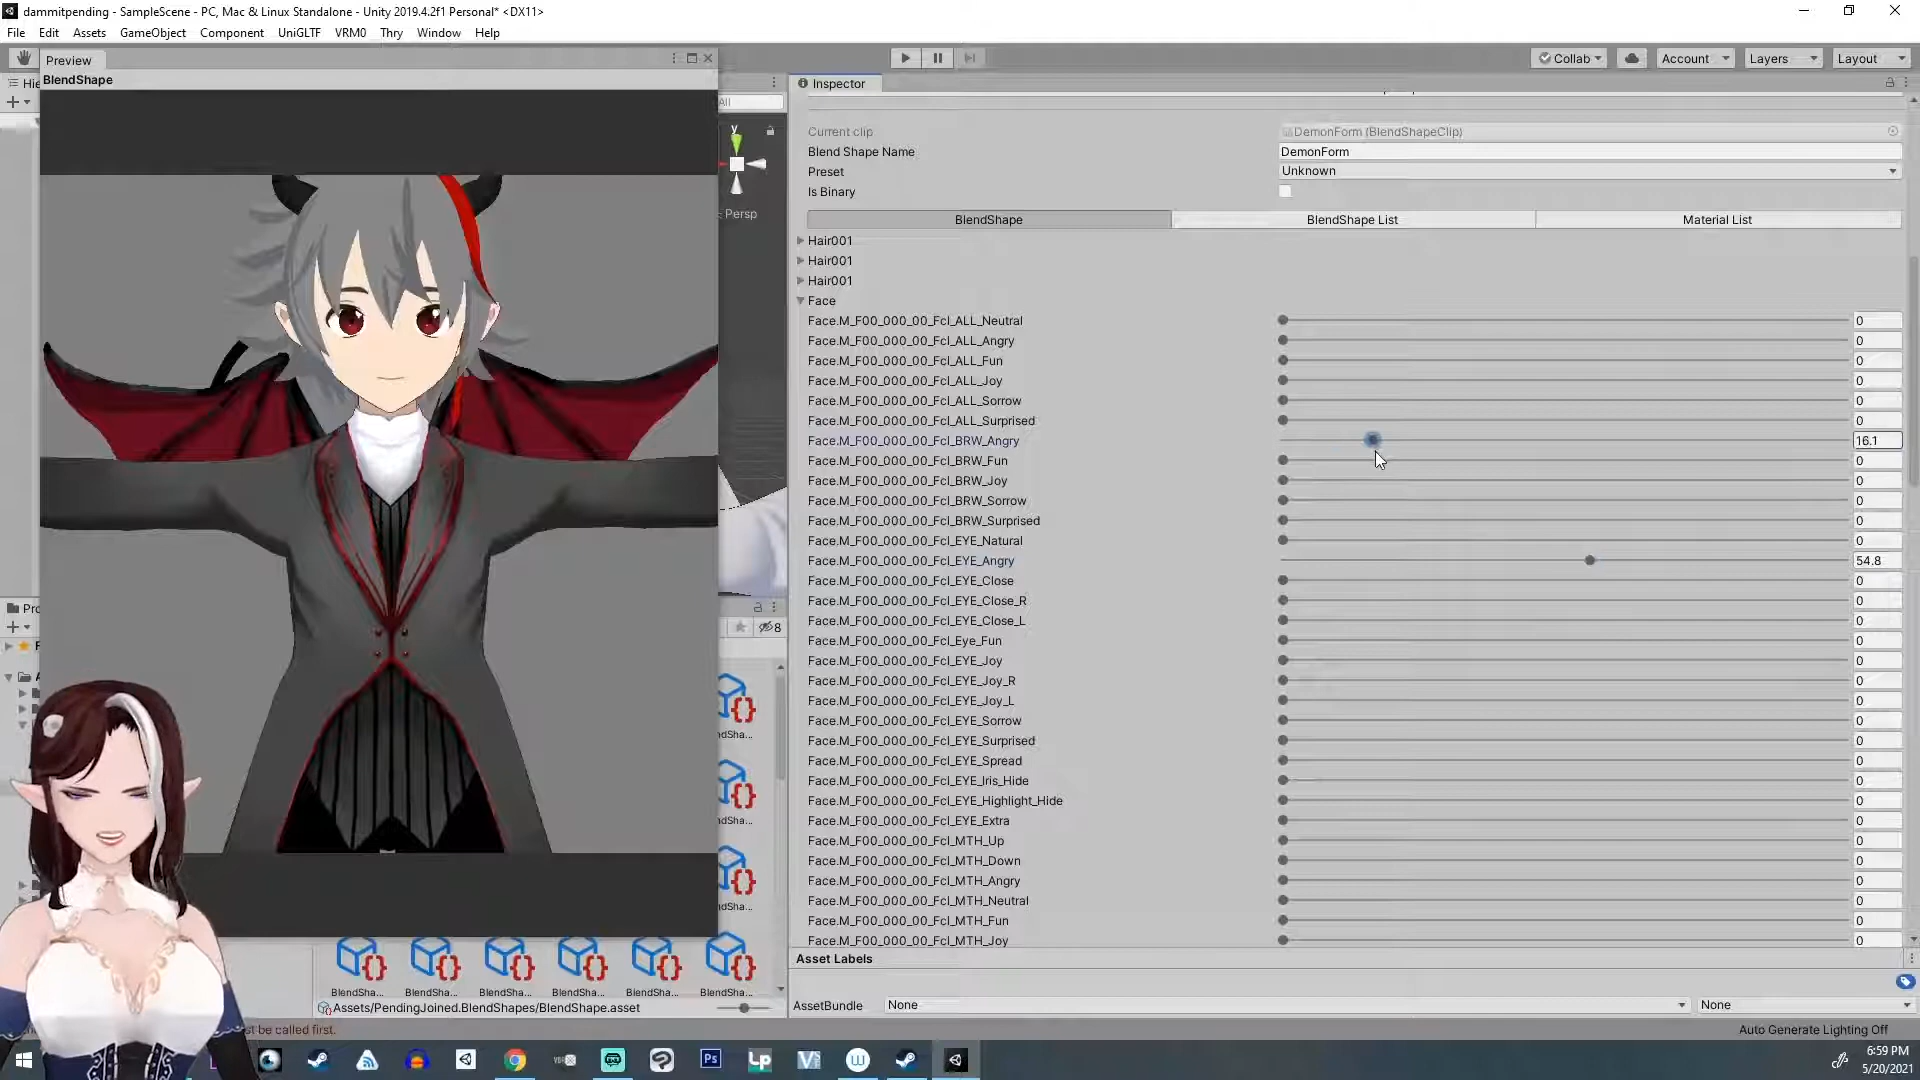 dammitpending - SampleScene - PC, Mac & Linux Standalone - Unity 2019.4.2f1 Personal* <DX11>
File Edit Assets GameObject Component UniGLTF VRM0 Thry Window Help
Preview
Collab Account Layers Layout
BlendShape
Inspector
All
Current clip DemonForm (BlendShapeClip)
Blend Shape Name DemonForm
Preset Unknown
Is Binary
y
Persp
BlendShape BlendShape List Material List
Hair001
Hair001
Hair001
Face
Face.M_F00_000_00_Fcl_ALL_Neutral 0
Face.M_F00_000_00_Fcl_ALL_Angry 0
Face.M_F00_000_00_Fcl_ALL_Fun 0
Face.M_F00_000_00_Fcl_ALL_Joy 0
Face.M_F00_000_00_Fcl_ALL_Sorrow 0
Face.M_F00_000_00_Fcl_ALL_Surprised 0
Face.M_F00_000_00_Fcl_BRW_Angry 16.1
Face.M_F00_000_00_Fcl_BRW_Fun 0
Face.M_F00_000_00_Fcl_BRW_Joy 0
Face.M_F00_000_00_Fcl_BRW_Sorrow 0
Face.M_F00_000_00_Fcl_BRW_Surprised 0
Face.M_F00_000_00_Fcl_EYE_Natural 0
Face.M_F00_000_00_Fcl_EYE_Angry 54.8
Face.M_F00_000_00_Fcl_EYE_Close 0
Face.M_F00_000_00_Fcl_EYE_Close_R 0
Face.M_F00_000_00_Fcl_EYE_Close_L 0
Face.M_F00_000_00_Fcl_Eye_Fun 0
Face.M_F00_000_00_Fcl_EYE_Joy 0
Face.M_F00_000_00_Fcl_EYE_Joy_R 0
Face.M_F00_000_00_Fcl_EYE_Joy_L 0
Face.M_F00_000_00_Fcl_EYE_Sorrow 0
Face.M_F00_000_00_Fcl_EYE_Surprised 0
Face.M_F00_000_00_Fcl_EYE_Spread 0
Face.M_F00_000_00_Fcl_EYE_Iris_Hide 0
Face.M_F00_000_00_Fcl_EYE_Highlight_Hide 0
Face.M_F00_000_00_Fcl_EYE_Extra 0
Face.M_F00_000_00_Fcl_MTH_Up 0
Face.M_F00_000_00_Fcl_MTH_Down 0
Face.M_F00_000_00_Fcl_MTH_Angry 0
Face.M_F00_000_00_Fcl_MTH_Neutral 0
Face.M_F00_000_00_Fcl_MTH_Fun 0
Face.M_F00_000_00_Fcl_MTH_Joy 0
8
ndSha...
ndSha...
ndSha...
BlendSha... BlendSha... BlendSha... BlendSha... BlendSha... BlendSha...
Assets/PendingJoined.BlendShapes/BlendShape.asset
Asset Labels
AssetBundle None None
st be called first.
Auto Generate Lighting Off
Ps Lp
6:59 PM
5/20/2021